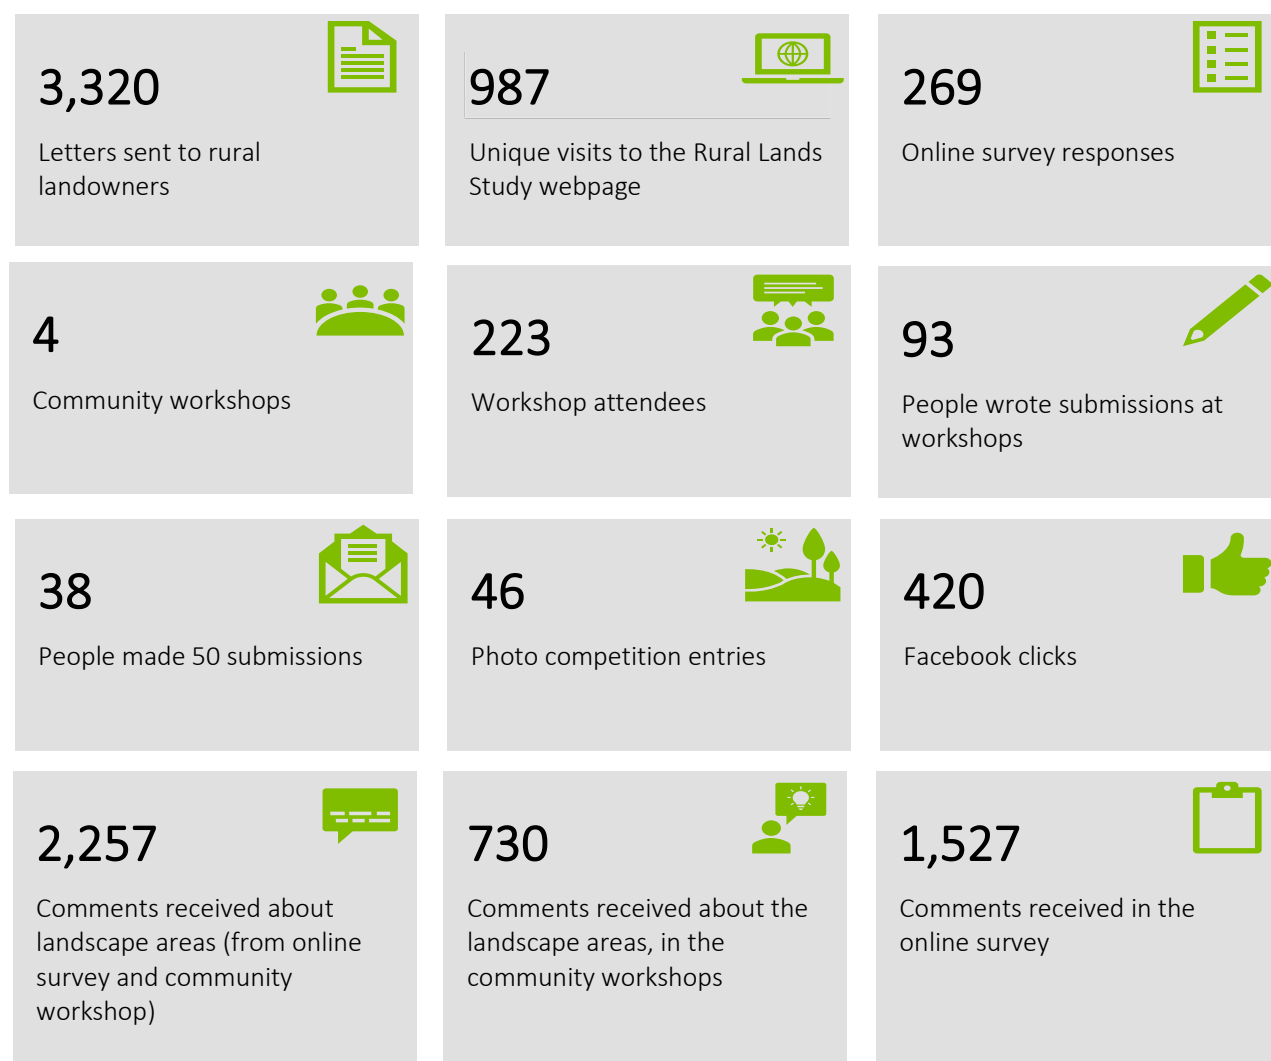 3,320
Letters sent to rural
landowners
987
Unique visits to the Rural Lands
Study webpage
269
Online survey responses
4
Community workshops
223
Workshop attendees
93
People wrote submissions at
workshops
38
People made 50 submissions
46
Photo competition entries
420
Facebook clicks
2,257
Comments received about
landscape areas (from online
survey and community
workshop)
730
Comments received about the
landscape areas, in the
community workshops
1,527
Comments received in the
online survey